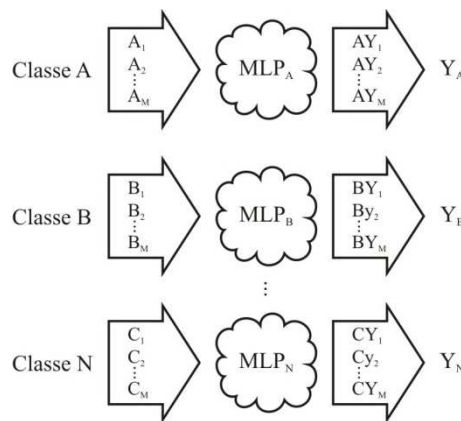 Classe A
A1
A2
⋮
AM
MLPA
AY1
AY2
⋮
AYM
YA
Classe B
B1
B2
⋮
BM
MLPB
BY1
By2
⋮
BYM
YB
⋮
Classe N
C1
C2
⋮
CM
MLPN
CY1
Cy2
⋮
CYM
YN